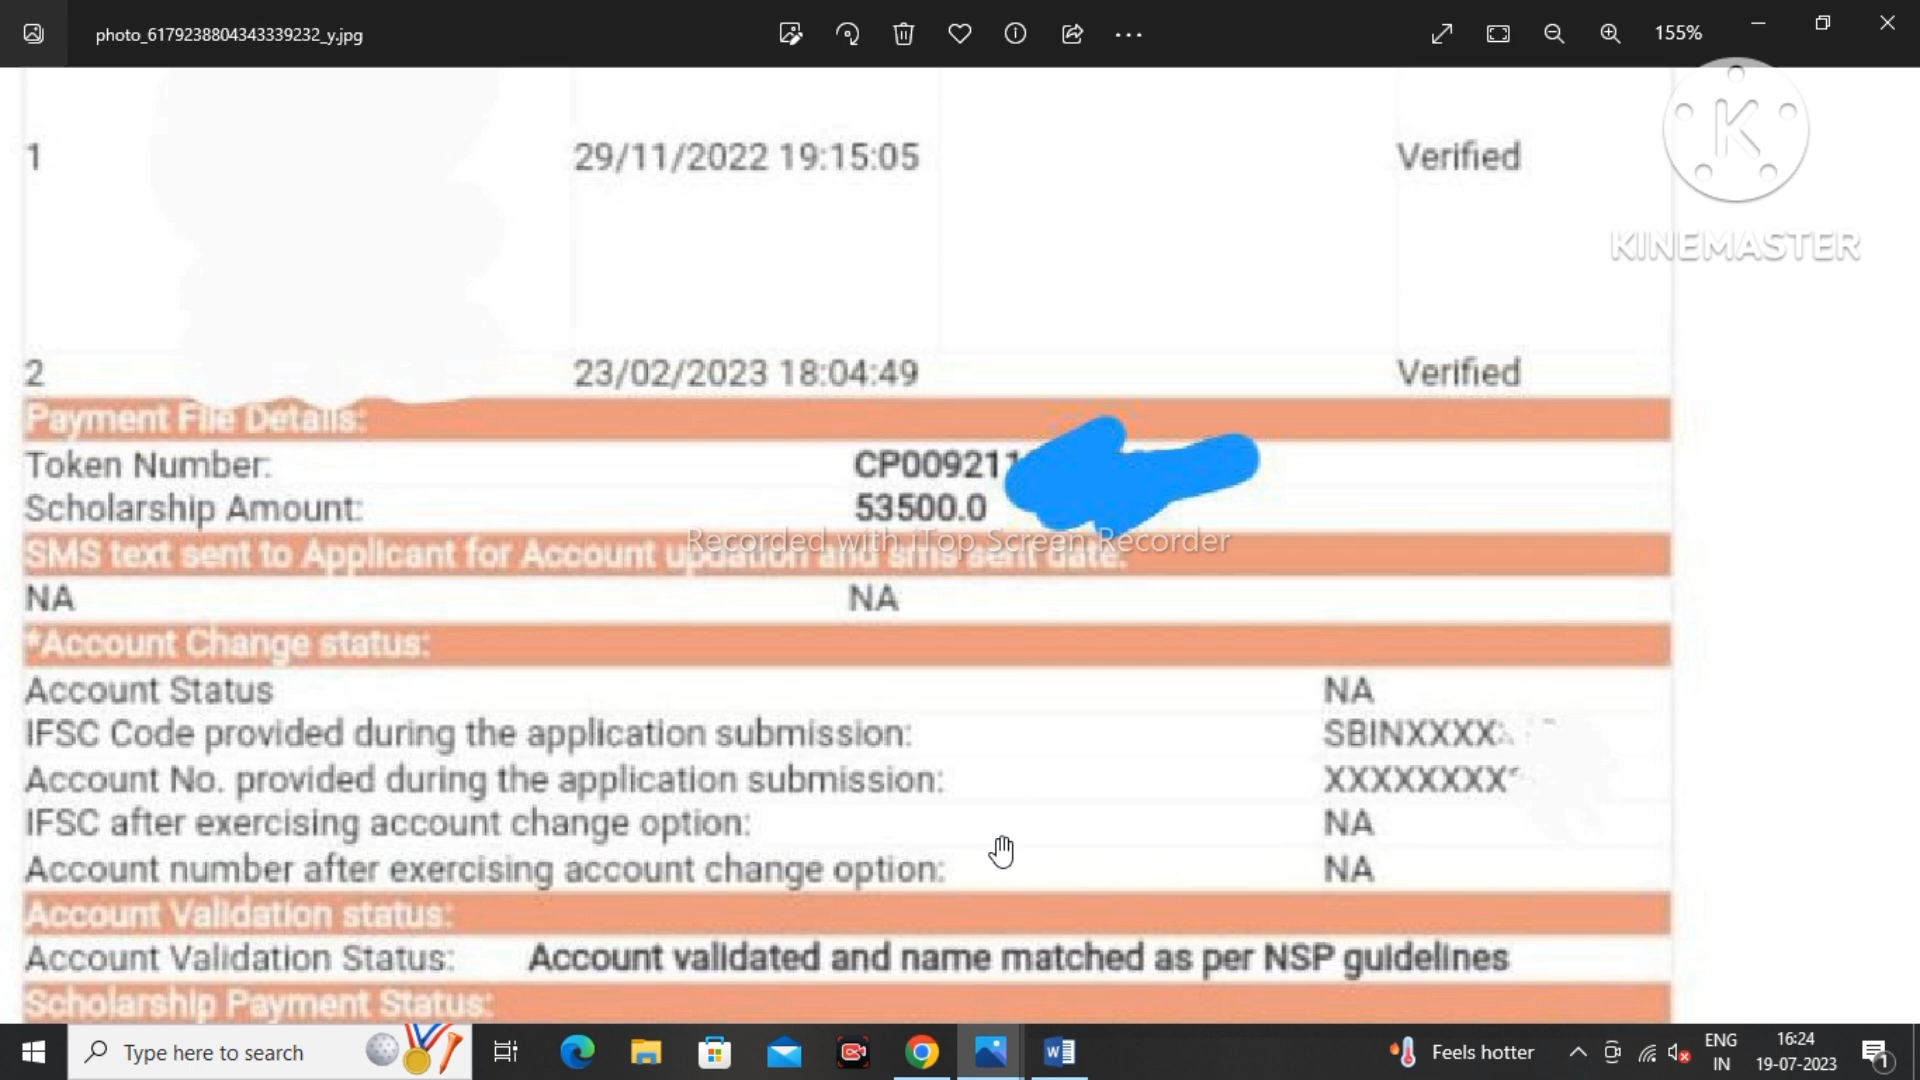 photo_6179238804343339232_y.jpg
155%
KINEMASTER
1 29/11/2022 19:15:05 Verified
2 23/02/2023 18:04:49 Verified
Payment File Details:
Token Number: CP009211
Scholarship Amount: 53500.0
Recorded with iTop Screen Recorder
SMS text sent to Applicant for Account updation and sms sent date:
NA NA
*Account Change status:
Account Status NA
IFSC Code provided during the application submission: SBINXXXX
Account No. provided during the application submission: XXXXXXXX
IFSC after exercising account change option: NA
Account number after exercising account change option: NA
Account Validation status:
Account Validation Status: Account validated and name matched as per NSP guidelines
Scholarship Payment Status:
Type here to search
Feels hotter
ENG
IN
16:24
19-07-2023
1